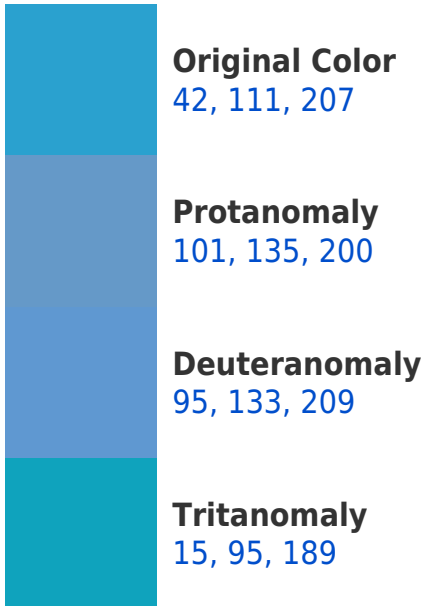 Original Color
42, 111, 207
Protanomaly
101, 135, 200
Deuteranomaly
95, 133, 209
Tritanomaly
15, 95, 189